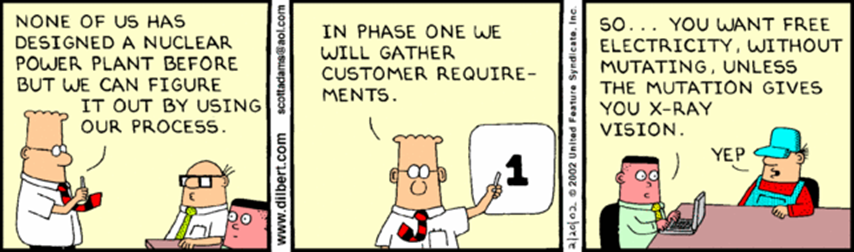 NONE OF US HAS
DESIGNED A NUCLEAR
POWER PLANT BEFORE
BUT WE CAN FIGURE
IT OUT BY USING
OUR PROCESS.
www.dilbert.com scottadams@aol.com
IN PHASE ONE WE
WILL GATHER
CUSTOMER REQUIRE-
MENTS.
1
© 2002 United Feature Syndicate, Inc.
SO... YOU WANT FREE
ELECTRICITY, WITHOUT
MUTATING, UNLESS
THE MUTATION GIVES
YOU X-RAY
VISION.
YEP